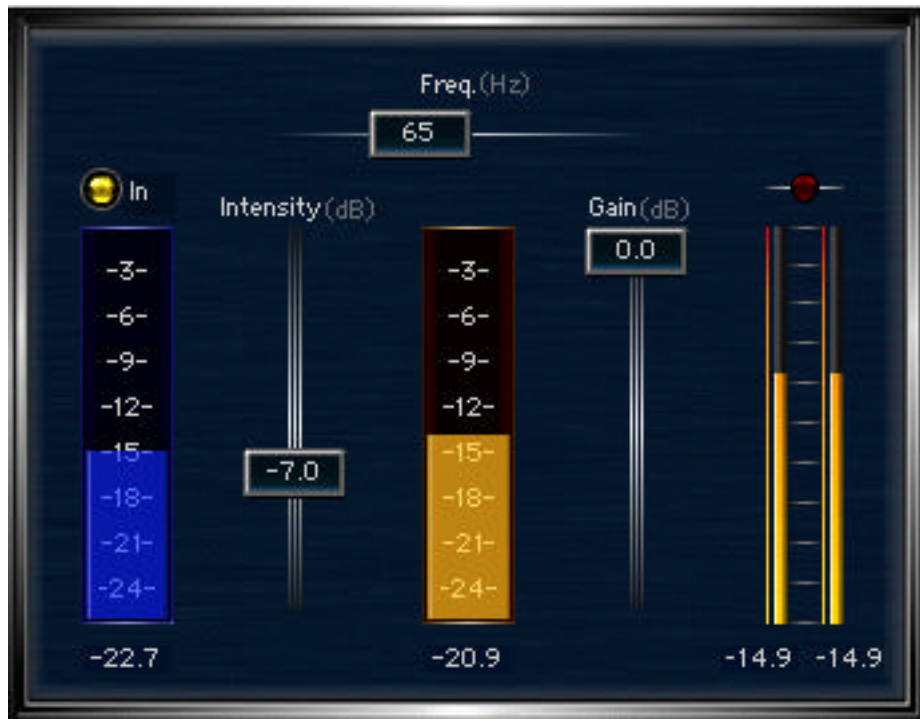 Freq.(Hz)
65
In
Intensity(dB)
Gain(dB)
0.0
-3- -3-
-6- -6-
-9- -9-
-12- -12-
-15- -15-
-7.0
-18- -18-
-21- -21-
-24- -24-
-22.7 -20.9 -14.9 -14.9